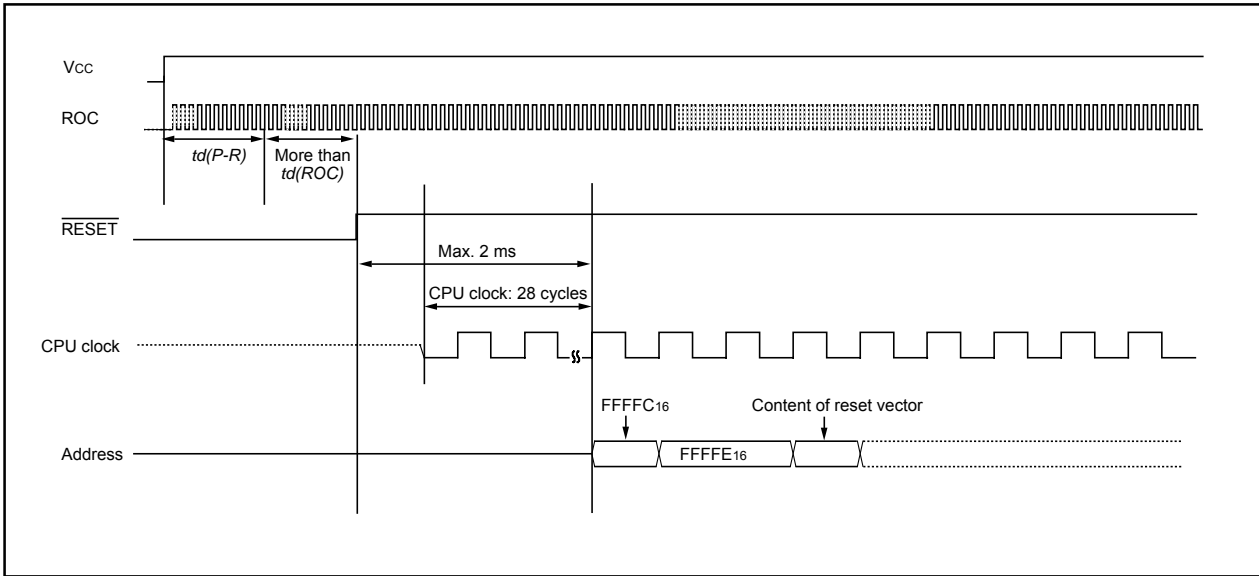 Vcc
ROC
td(P-R)
More than
td(ROC)
RESET
Max. 2 ms
CPU clock: 28 cycles
CPU clock
FFFFC16
Content of reset vector
Address
FFFFE16